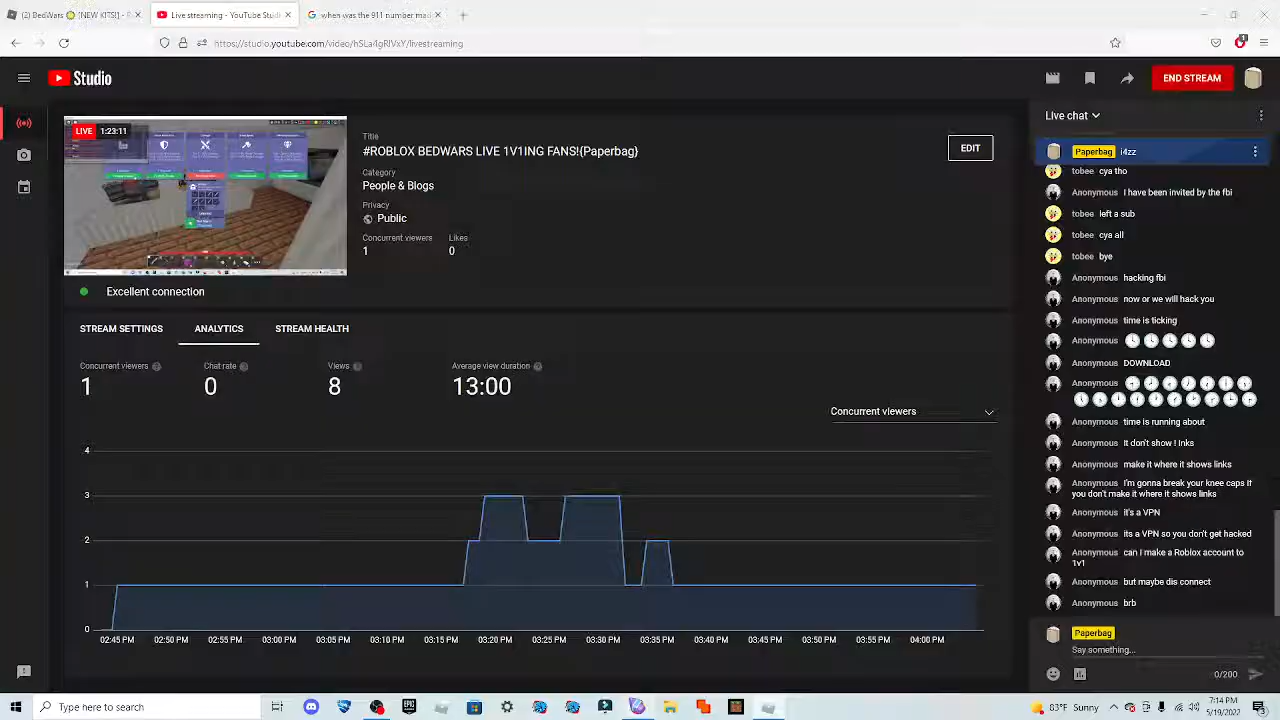 BedWars [NEW KITS!]
Live streaming - YouTube Studio
when was the 911 number mad
https://studio.youtube.com/video/
/livestreaming
Studio
END STREAM
LIVE 1:23:11
Title
#ROBLOX BEDWARS LIVE 1V1ING FANS!(Paperbag)
EDIT
Category
People & Blogs
Privacy
Public
Concurrent viewers
Likes
1
0
Excellent connection
STREAM SETTINGS
ANALYTICS
STREAM HEALTH
Concurrent viewers
Chat rate
Views
Average view duration
1
0
8
13:00
Concurrent viewers
4
3
2
1
0
02:45 PM 02:50 PM 02:55 PM 03:00 PM 03:05 PM 03:10 PM 03:15 PM 03:20 PM 03:25 PM 03:30 PM 03:35 PM 03:40 PM 03:45 PM 03:50 PM 03:55 PM 04:00 PM
Live chat
Paperbag
tobee cya tho
Anonymous I have been invited by the fbi
tobee left a sub
tobee cya all
tobee bye
Anonymous hacking fbi
Anonymous now or we will hack you
Anonymous time is ticking
Anonymous
Anonymous DOWNLOAD
Anonymous
Anonymous time is running about
Anonymous It don't show ! lnks
Anonymous make it where it shows links
Anonymous I'm gonna break your knee caps if
you don't make it where it shows links
Anonymous it's a VPN
Anonymous its a VPN so you don't get hacked
Anonymous can I make a Roblox account to
1v1
Anonymous but maybe dis connect
Anonymous brb
Paperbag
Say something...
0/200
Type here to search
EPIC
83°F Sunny
7:14 PM